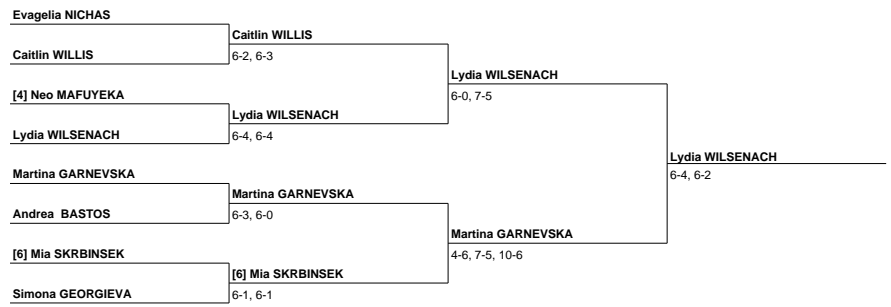 Evagelia NICHAS
Caitlin WILLIS
Caitlin WILLIS
6-2, 6-3
Lydia WILSENACH
6-0, 7-5
[4] Neo MAFUYEKA
Lydia WILSENACH
Lydia WILSENACH
6-4, 6-4
Lydia WILSENACH
6-4, 6-2
Martina GARNEVSKA
Martina GARNEVSKA
Andrea BASTOS
6-3, 6-0
Martina GARNEVSKA
4-6, 7-5, 10-6
[6] Mia SKRBINSEK
[6] Mia SKRBINSEK
Simona GEORGIEVA
6-1, 6-1